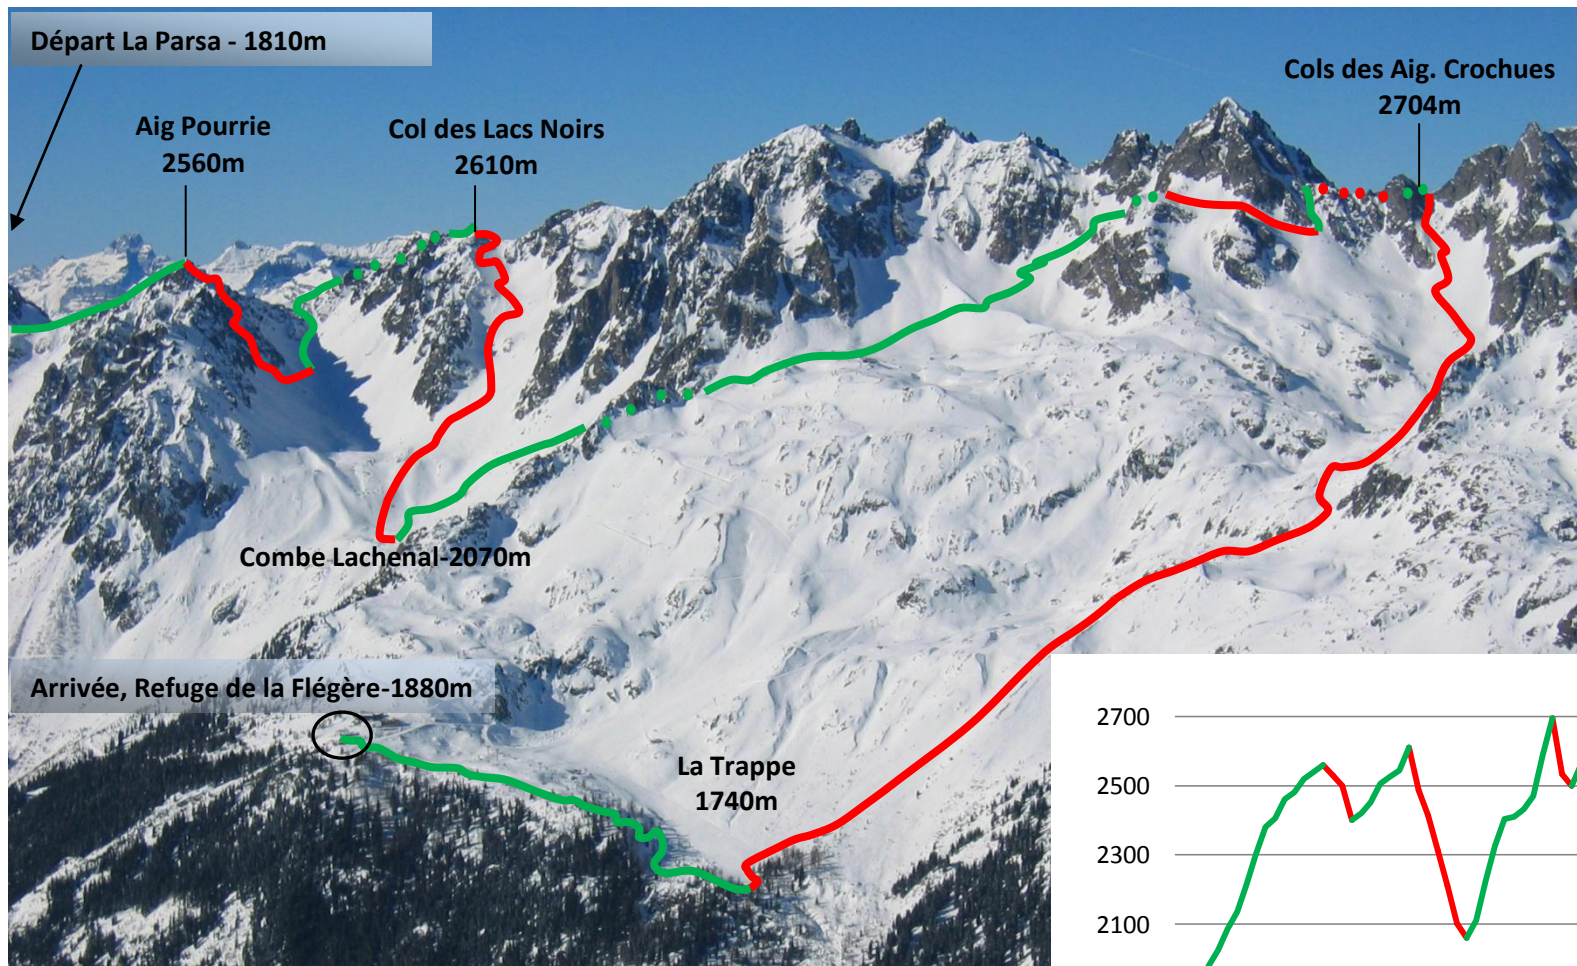 Départ La Parsa - 1810m
Cols des Aig. Crochues
2704m
Aig Pourrie
2560m
Col des Lacs Noirs
2610m
Combe Lachenal-2070m
Arrivée, Refuge de la Flégère-1880m
La Trappe
1740m
2700
2500
2300
2100